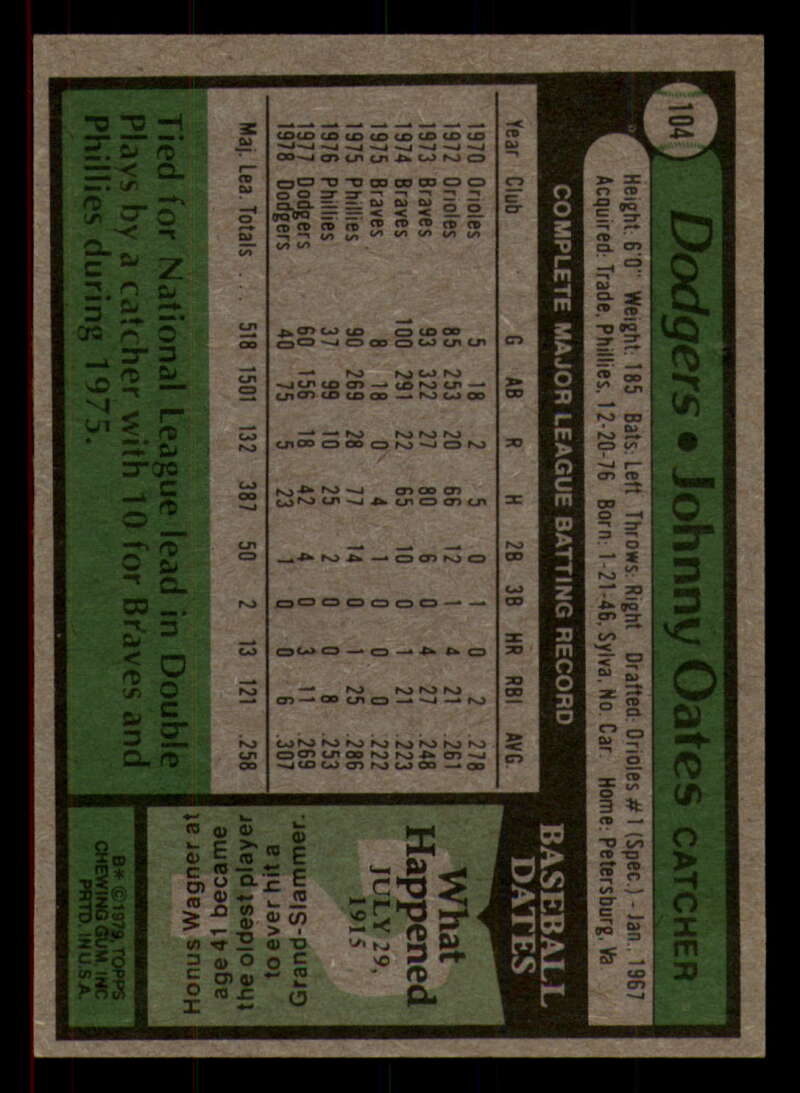 104
Dodgers • Johnny Oates CATCHER
Height: 6'0" Weight: 185 Bats: Left Throws: Right Drafted: Orioles #1 (Spec.) - Jan., 1967
Acquired: Trade, Phillies, 12-20-76 Born: 1-21-46, Sylva, No. Car. Home: Petersburg, Va
COMPLETE MAJOR LEAGUE BATTING RECORD
Year Club G AB R H 2B 3B HR RBI AVG.
1970 Orioles 5 18 2 5 0 1 0 2 .278
1972 Orioles 85 253 20 66 12 1 4 21 .261
1973 Braves 93 322 27 80 6 0 4 27 .248
1974 Braves 100 291 22 65 10 0 1 21 .223
1975 Braves 8 18 0 4 1 0 0 0 .222
1975 Phillies 90 269 28 77 14 0 1 25 .286
1976 Phillies 37 99 10 25 2 0 0 8 .253
1977 Dodgers 60 156 18 42 4 0 3 11 .269
1978 Dodgers 40 75 5 23 1 0 0 6 .307
Maj. Lea. Totals . . . . 518 1501 132 387 50 2 13 121 .258
Tied for National League lead in Double
Plays by a catcher with 10 for Braves and
Phillies during 1975.
BASEBALL
DATES
What
Happened
JULY 29,
1915
Honus Wagner at
age 41 became
the oldest player
to ever hit a
Grand-Slammer.
B* ©1979 TOPPS
CHEWING GUM, INC
PRTD. IN U.S.A.